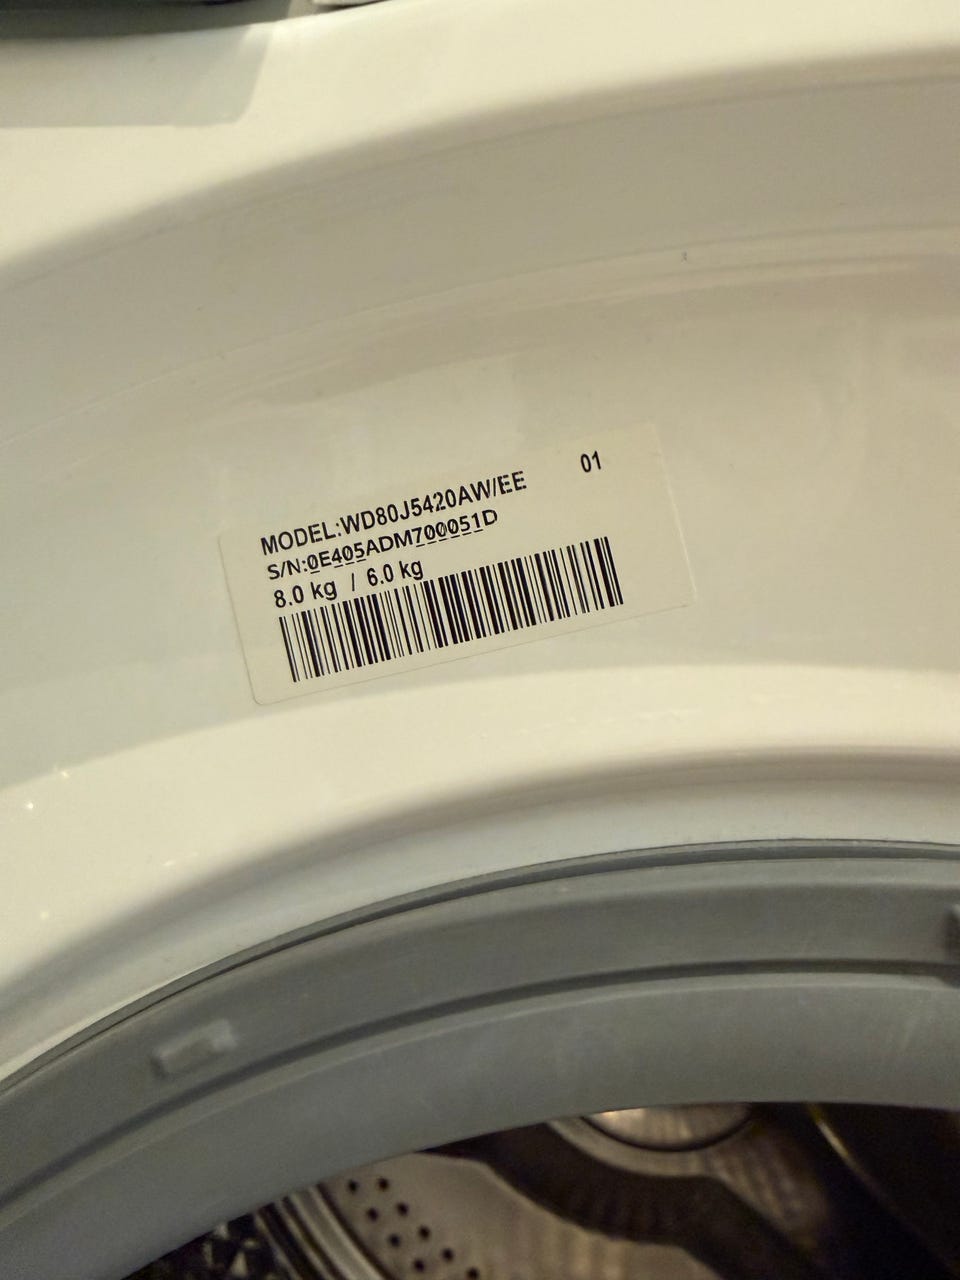 01
MODEL:WD80J5420AW/EE
S/N:0E405ADM700051D
8.0 kg / 6.0 kg